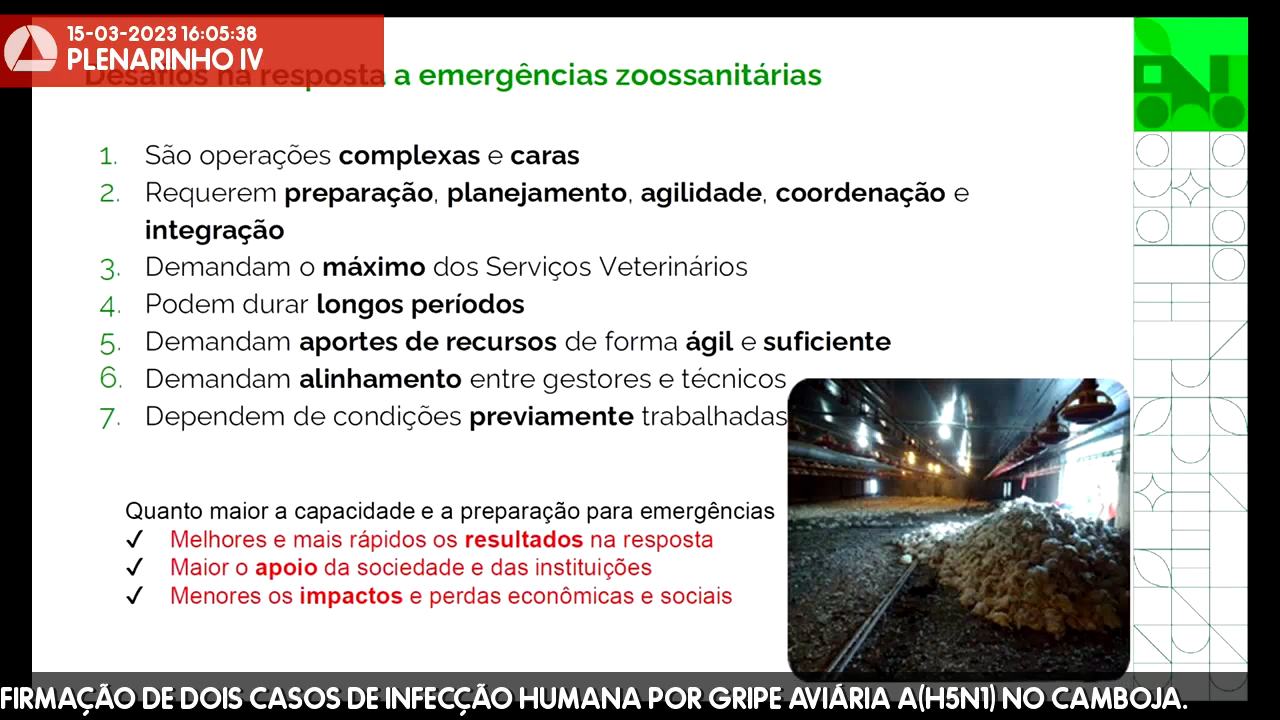 15-03-2023 16:05:38
PLENARINHO IV
Desafios na resposta a emergências zoossanitárias
1. São operações complexas e caras
2. Requerem preparação, planejamento, agilidade, coordenação e
integração
3. Demandam o máximo dos Serviços Veterinários
4. Podem durar longos períodos
5. Demandam aportes de recursos de forma ágil e suficiente
6. Demandam alinhamento entre gestores e técnicos
7. Dependem de condições previamente trabalhadas
Quanto maior a capacidade e a preparação para emergências
✓ Melhores e mais rápidos os resultados na resposta
✓ Maior o apoio da sociedade e das instituições
✓ Menores os impactos e perdas econômicas e sociais
FIRMAÇÃO DE DOIS CASOS DE INFECÇÃO HUMANA POR GRIPE AVIÁRIA A(H5N1) NO CAMBOJA.